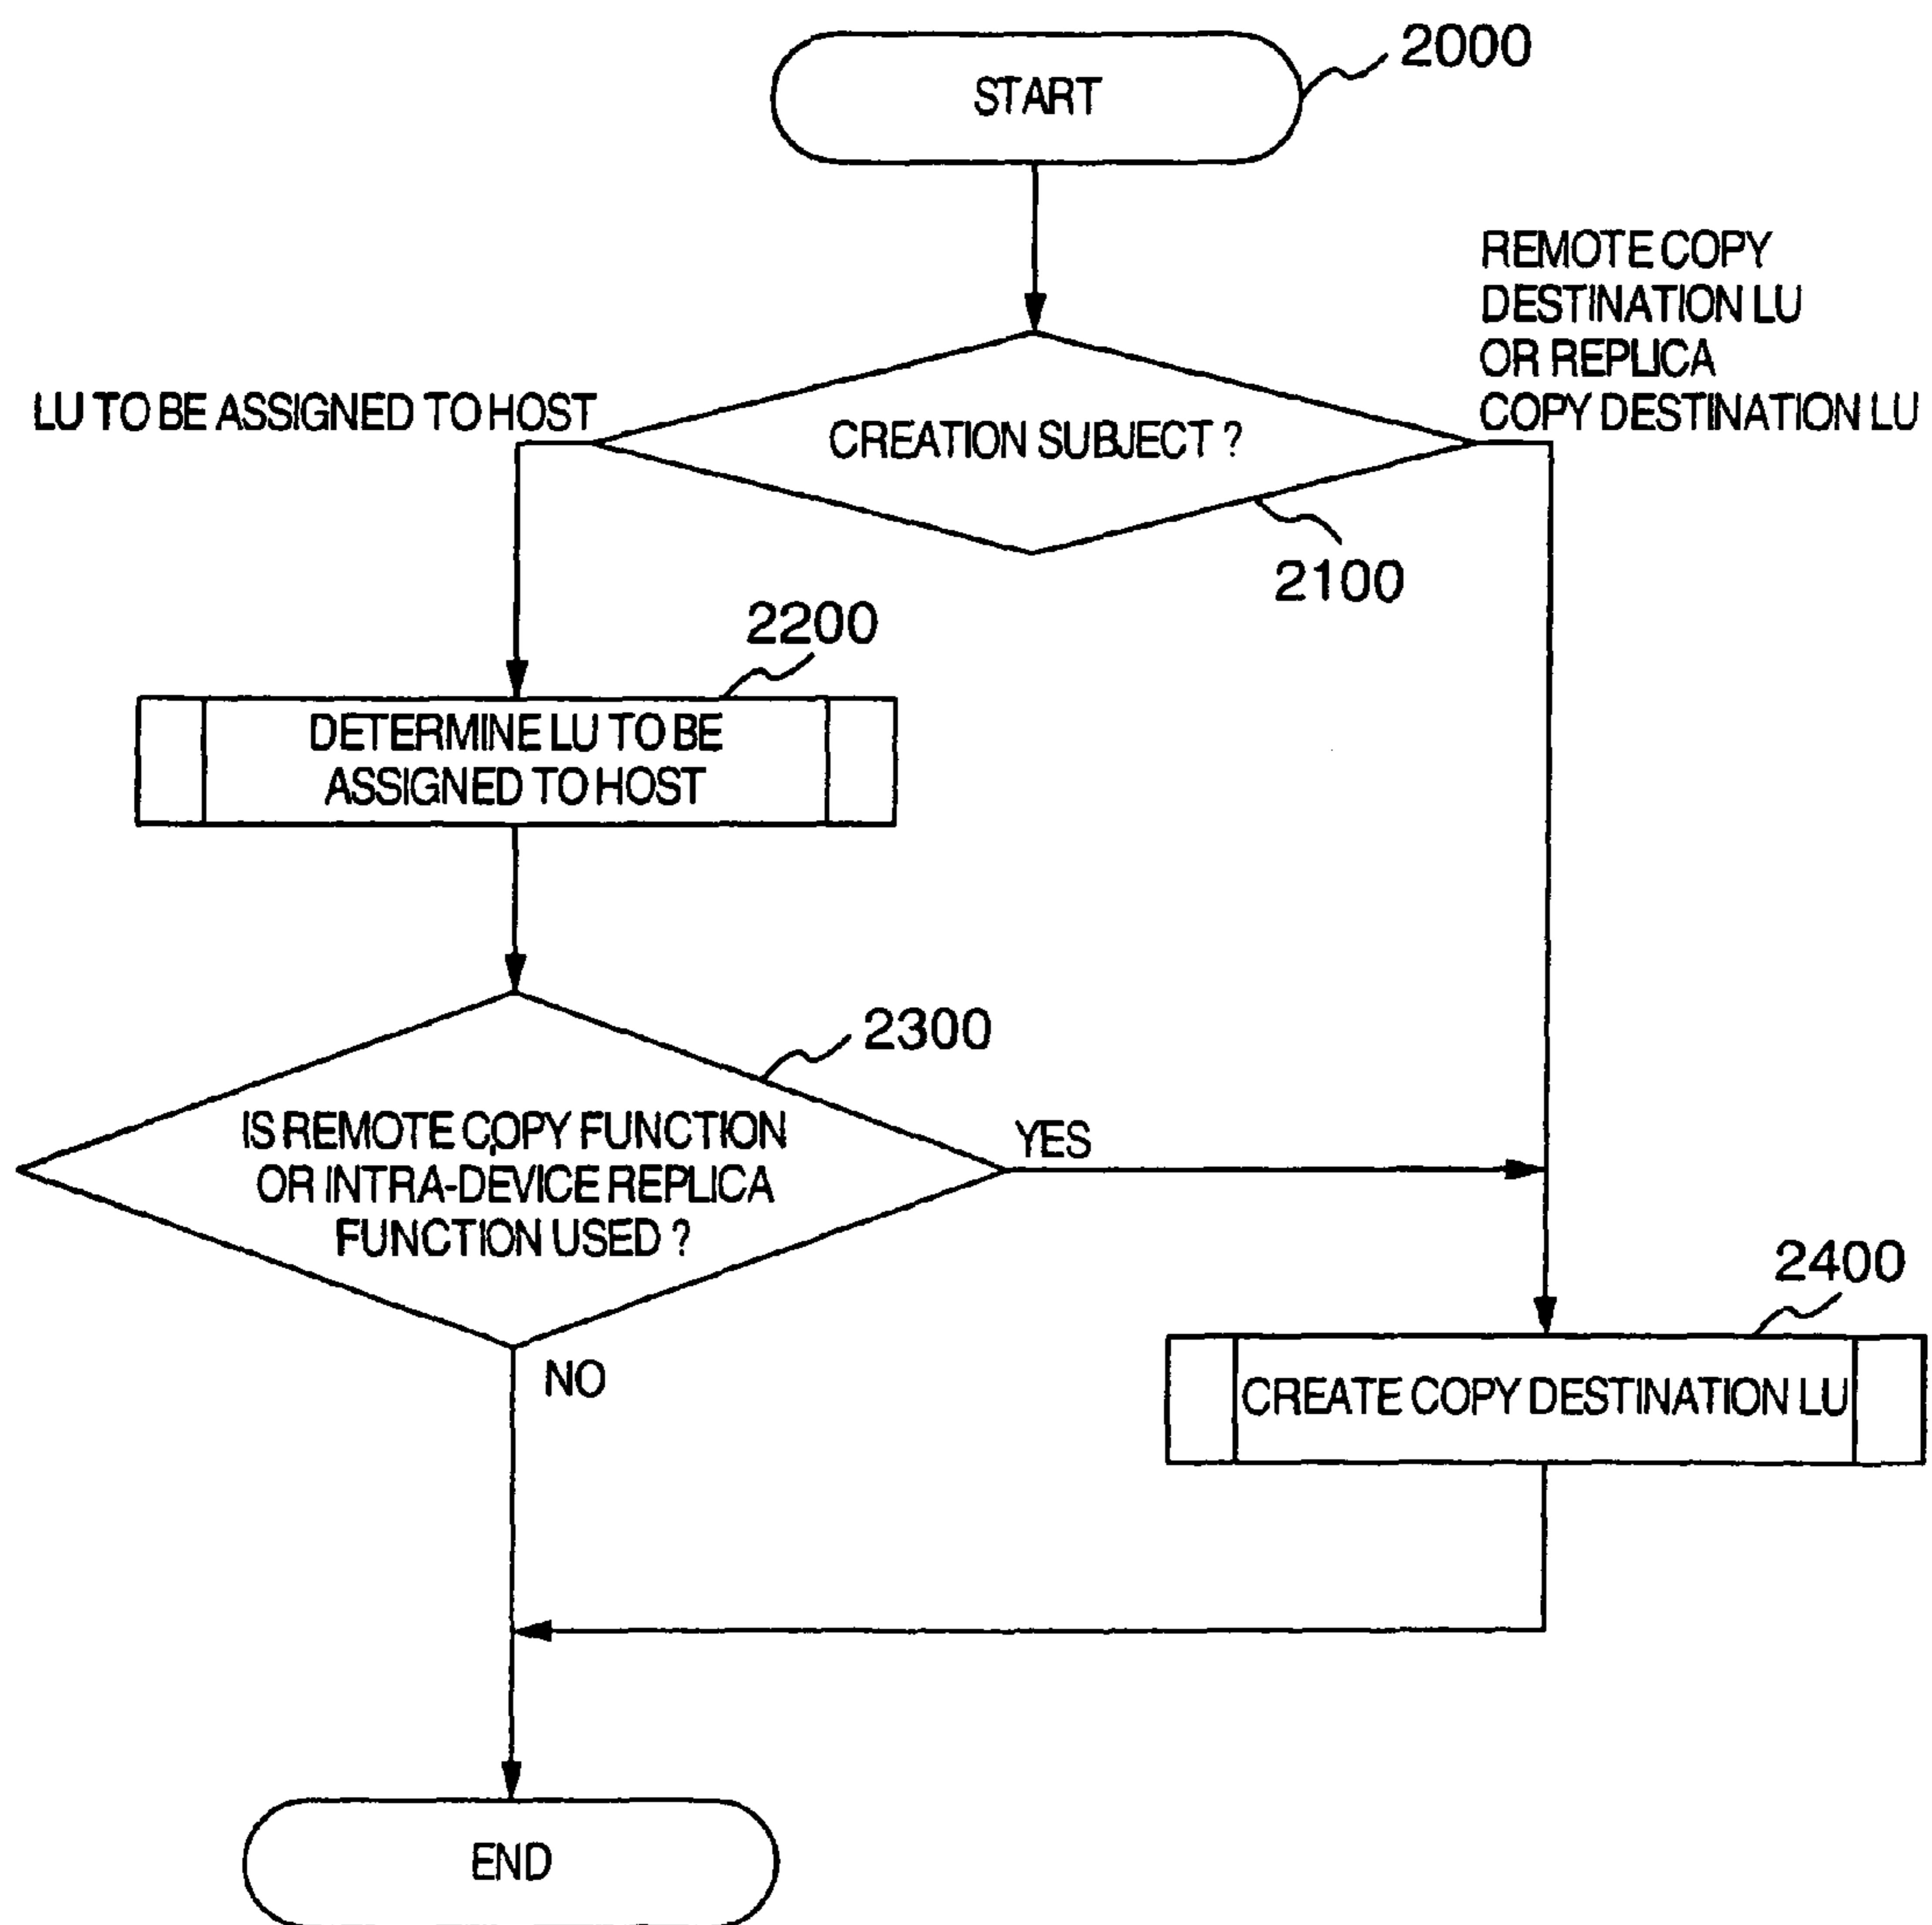 2000
START
REMOTE COPY
DESTINATION LU
OR REPLICA
COPY DESTINATION LU
LU TO BE ASSIGNED TO HOST
CREATION SUBJECT ?
2100
2200
DETERMINE LU TO BE
ASSIGNED TO HOST
2300
IS REMOTE COPY FUNCTION
OR INTRA-DEVICE REPLICA
FUNCTION USED ?
YES
2400
NO
CREATE COPY DESTINATION LU
END